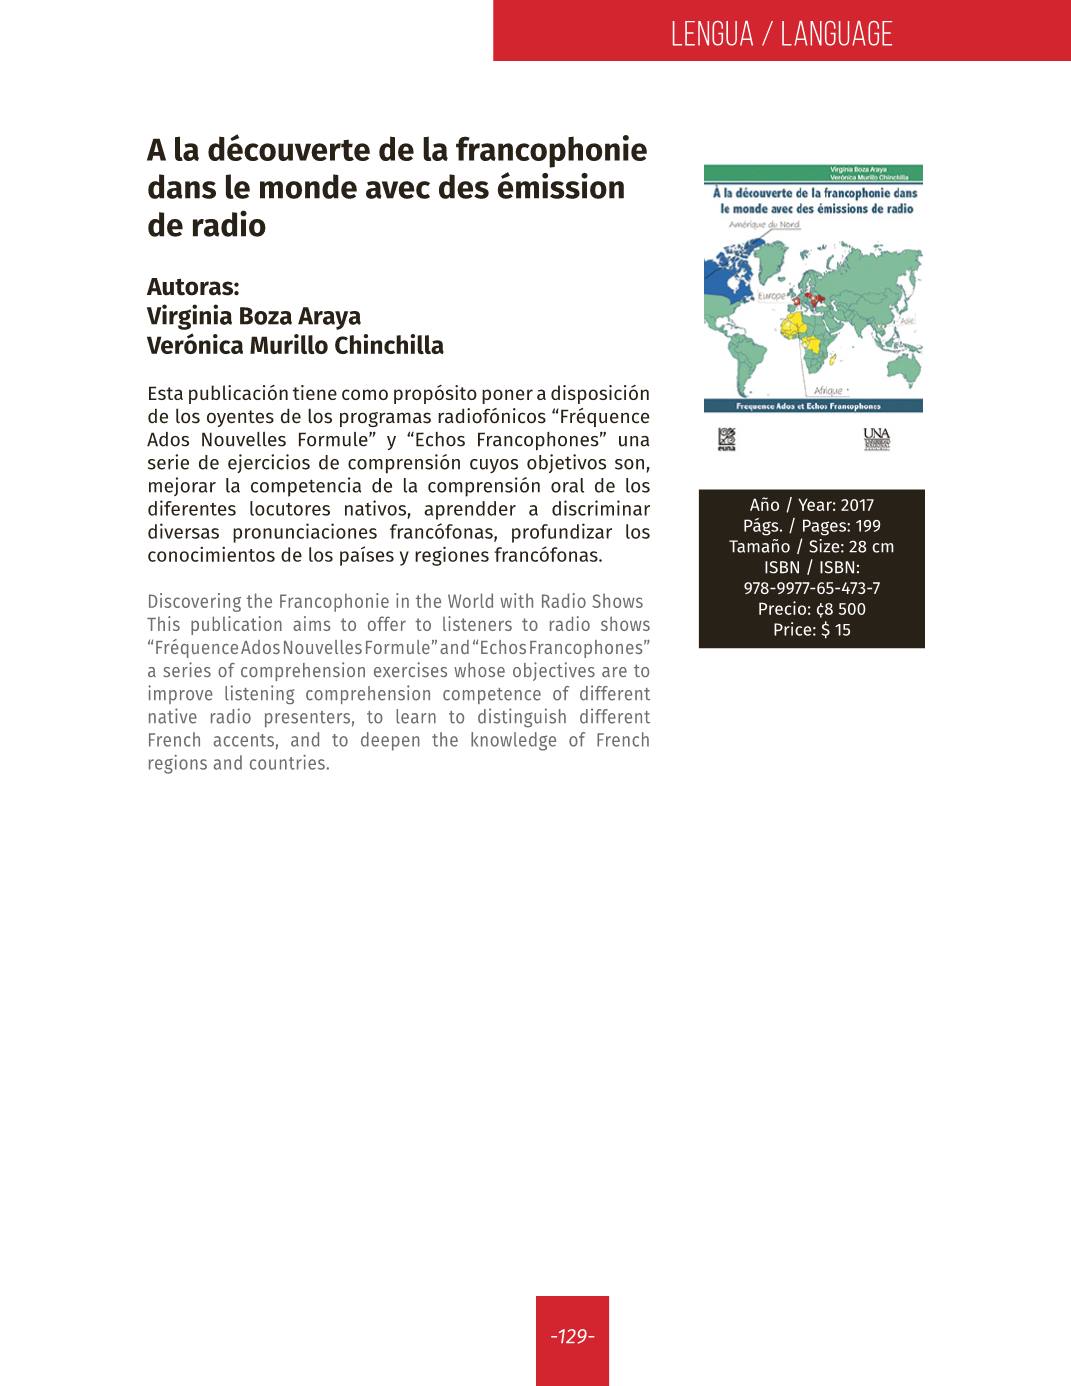 LENGUA / LANGUAGE
A la découverte de la francophonie
dans le monde avec des émission
de radio
Autoras:
Virginia Boza Araya
Verónica Murillo Chinchilla
Esta publicación tiene como propósito poner a disposición
de los oyentes de los programas radiofónicos “Fréquence
Ados Nouvelles Formule” y “Echos Francophones” una
serie de ejercicios de comprensión cuyos objetivos son,
mejorar la competencia de la comprensión oral de los
diferentes locutores nativos, aprendder a discriminar
diversas pronunciaciones francófonas, profundizar los
conocimientos de los países y regiones francófonas.
Discovering the Francophonie in the World with Radio Shows
This publication aims to offer to listeners to radio shows
“Fréquence Ados Nouvelles Formule” and “Echos Francophones”
a series of comprehension exercises whose objectives are to
improve listening comprehension competence of different
native radio presenters, to learn to distinguish different
French accents, and to deepen the knowledge of French
regions and countries.
Virginia Boza Araya
Verónica Murillo Chinchilla
À la découverte de la francophonie dans
le monde avec des émissions de radio
Amérique du Nord
Europe
Asie
Afrique
Frequence Ados et Echos Francophones
euna
UNA
Año / Year: 2017
Págs. / Pages: 199
Tamaño / Size: 28 cm
ISBN / ISBN:
978-9977-65-473-7
Precio: ¢8 500
Price: $ 15
-129-